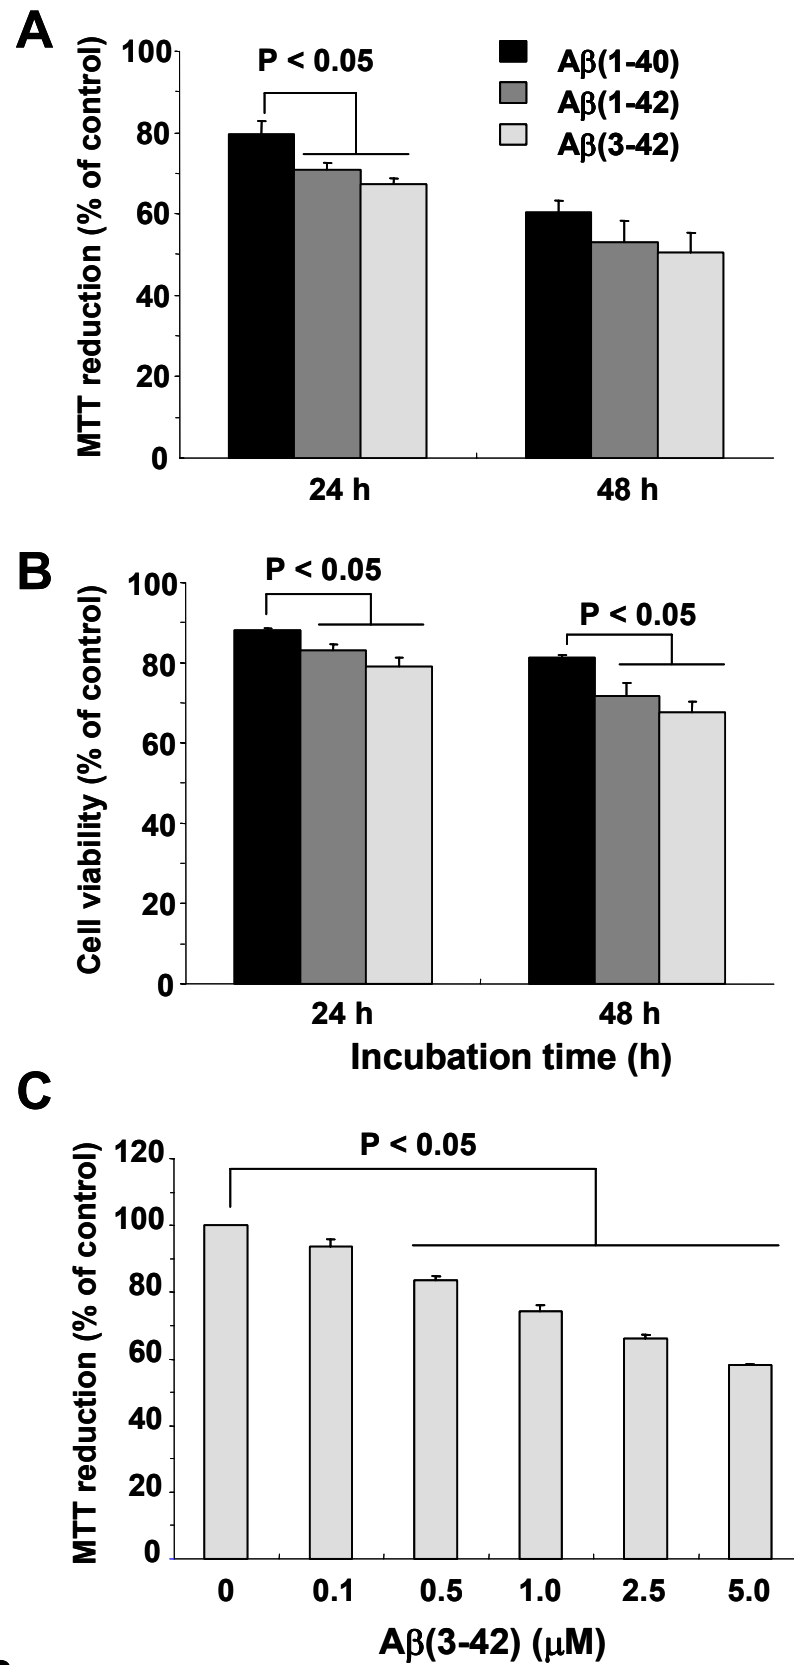 A
MTT reduction (% of control)
100
80
60
40
20
0
P < 0.05
Aβ(1-40)
Aβ(1-42)
Aβ(3-42)
24 h
48 h
B
Cell viability (% of control)
100
80
60
40
20
0
P < 0.05
P < 0.05
24 h
48 h
Incubation time (h)
C
MTT reduction (% of control)
120
100
80
60
40
20
0
P < 0.05
0 0.1 0.5 1.0 2.5 5.0
Aβ(3-42) (μM)